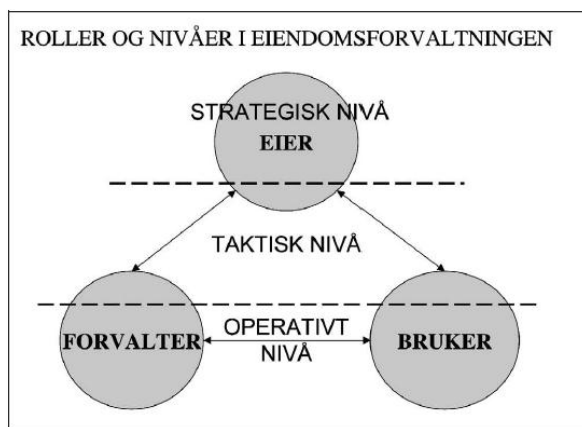 ROLLER OG NIVÅER I EIENDOMSFORVALTNINGEN
STRATEGISK NIVÅ
EIER
TAKTISK NIVÅ
FORVALTER
OPERATIVT
NIVÅ
BRUKER